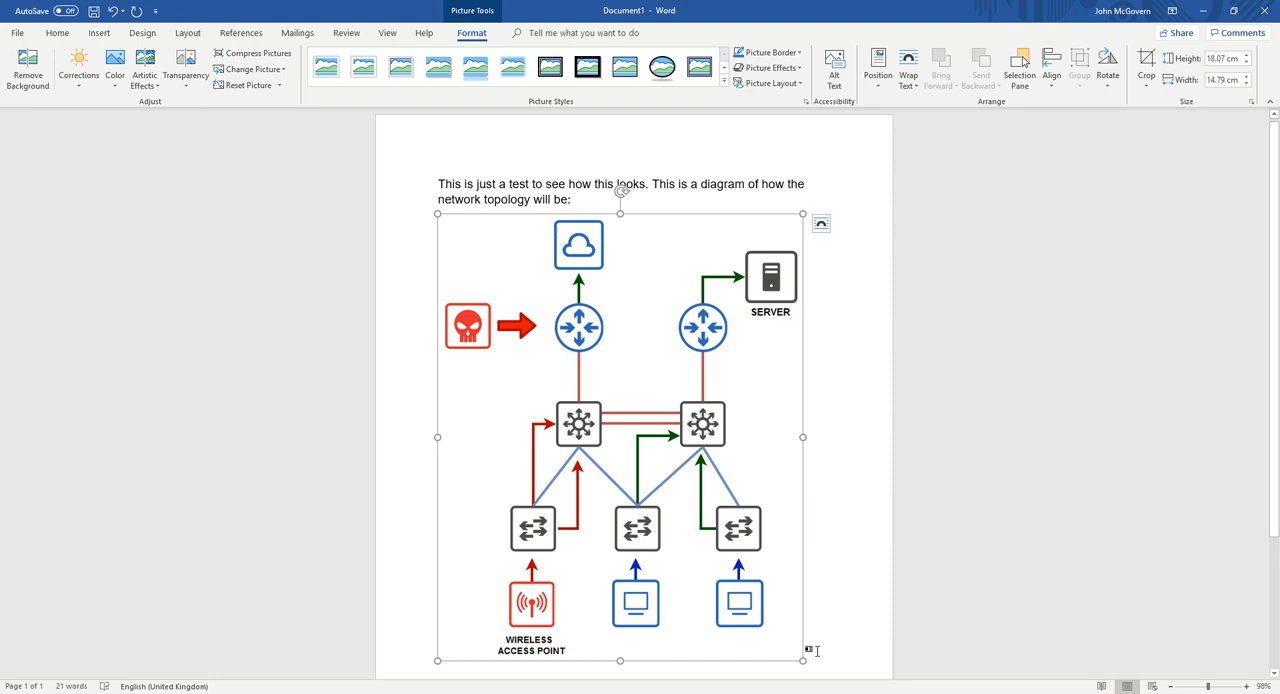 AutoSave Off Picture Tools Document1 - Word John McGovern
File Home Insert Design Layout References Mailings Review View Help Format Tell me what you want to do Share Comments
Remove Background
Corrections
Color
Artistic Effects
Transparency
Compress Pictures
Change Picture
Reset Picture
Adjust
Picture Styles
Picture Border
Picture Effects
Picture Layout
Alt Text
Accessibility
Position
Wrap Text
Bring Forward
Send Backward
Selection Pane
Align
Group
Rotate
Arrange
Crop
Height: 18.07 cm
Width: 14.79 cm
Size
This is just a test to see how this looks. This is a diagram of how the
network topology will be:
SERVER
WIRELESS
ACCESS POINT
Page 1 of 1 21 words English (United Kingdom) 98%